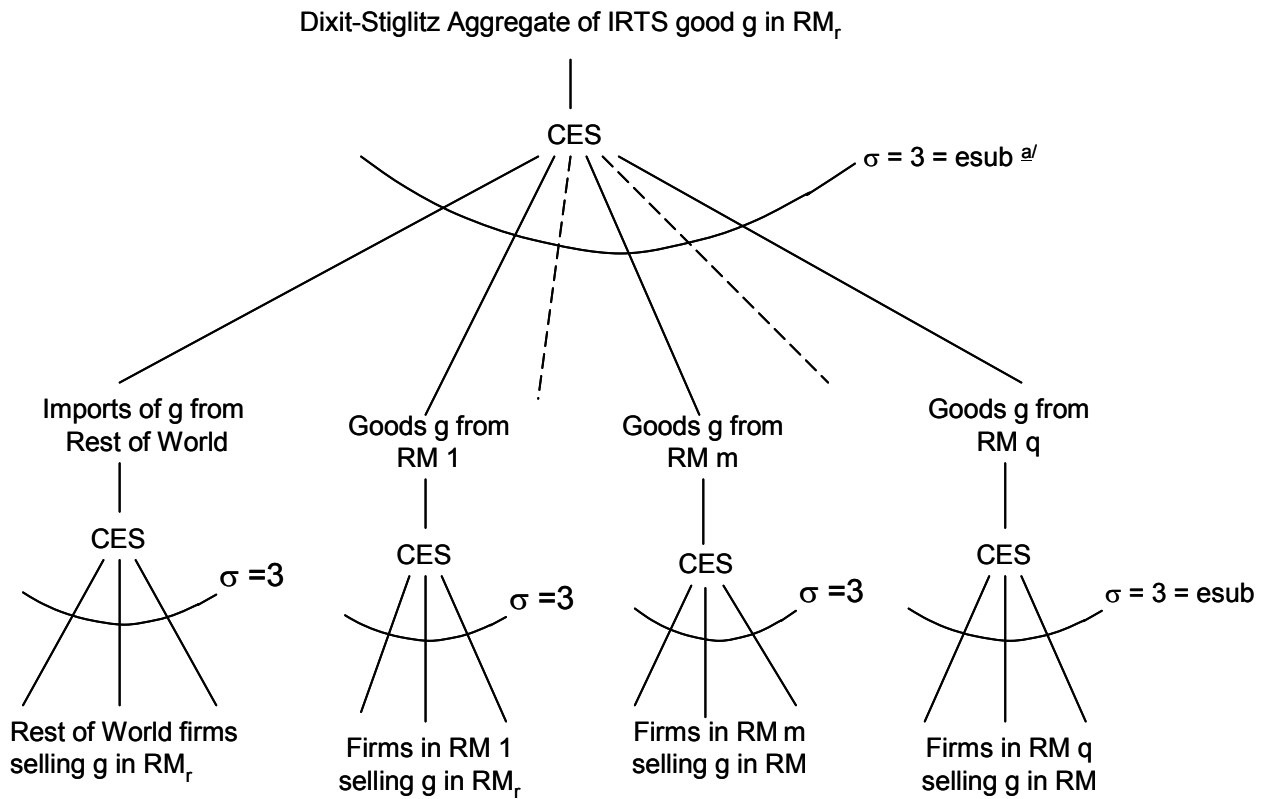 Dixit-Stiglitz Aggregate of IRTS good g in RMr
CES
σ = 3 = esub a/
Imports of g from
Rest of World
Goods g from
RM 1
Goods g from
RM m
Goods g from
RM q
CES
σ =3
CES
σ =3
CES
σ =3
CES
σ = 3 = esub
Rest of World firms
selling g in RMr
Firms in RM 1
selling g in RMr
Firms in RM m
selling g in RM
Firms in RM q
selling g in RM